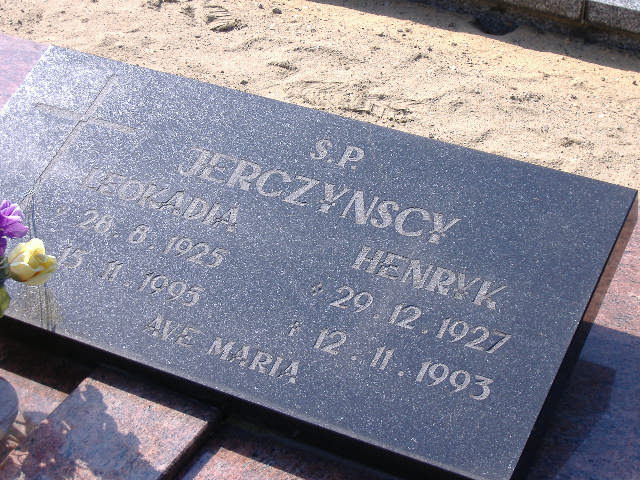 S.P.
JERCZYNSCY
LEOKADIA
* 28.8.1925
15.11.1995
HENRYK
* 29.12.1927
† 12.11.1993
AVE MARIA